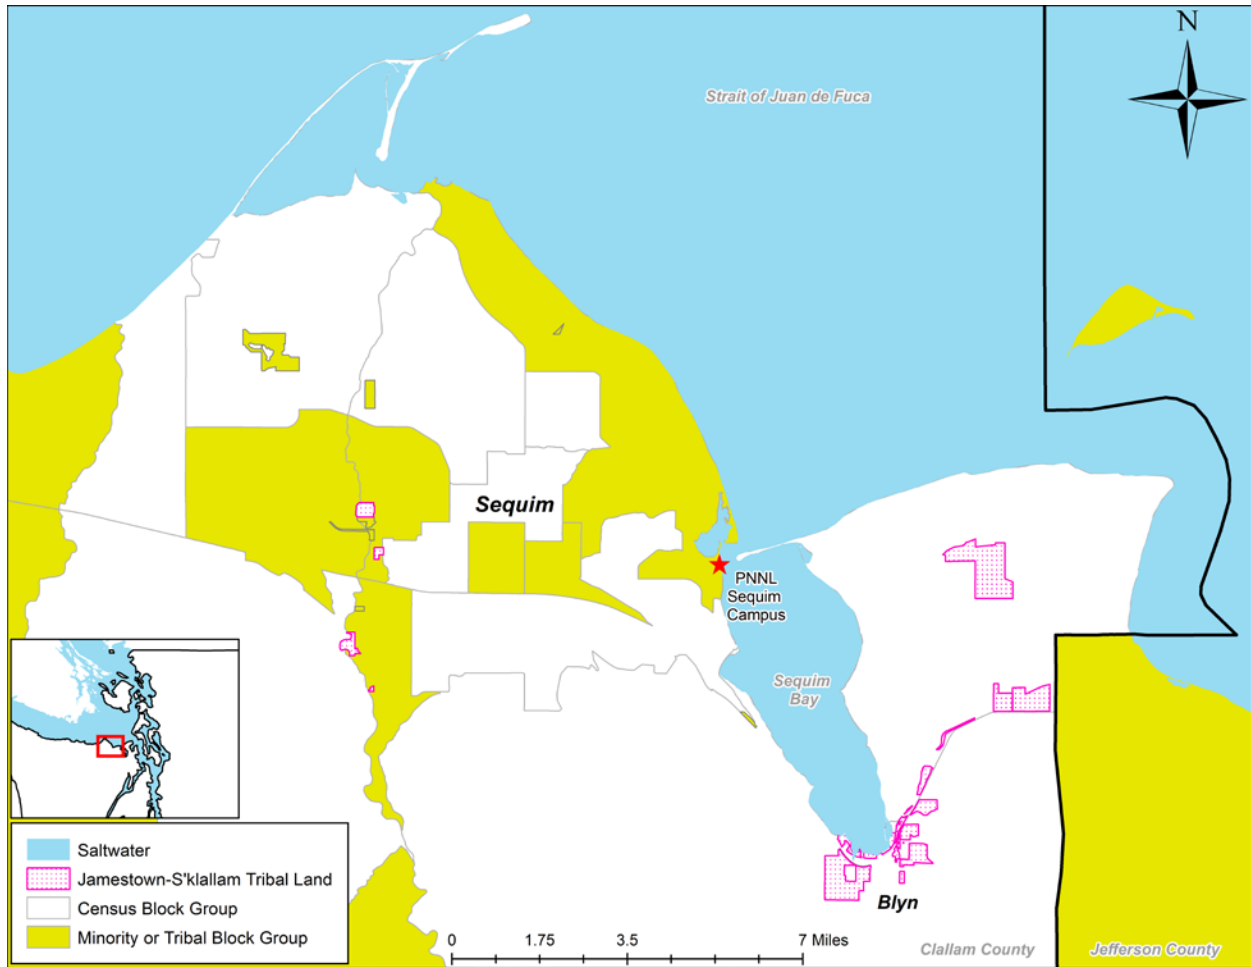 N
Strait of Juan de Fuca
Sequim
PNNL
Sequim
Campus
Sequim
Bay
Saltwater
Jamestown-S'klallam Tribal Land
Census Block Group
Minority or Tribal Block Group
Blyn
0 1.75 3.5 7 Miles
Clallam County
Jefferson County